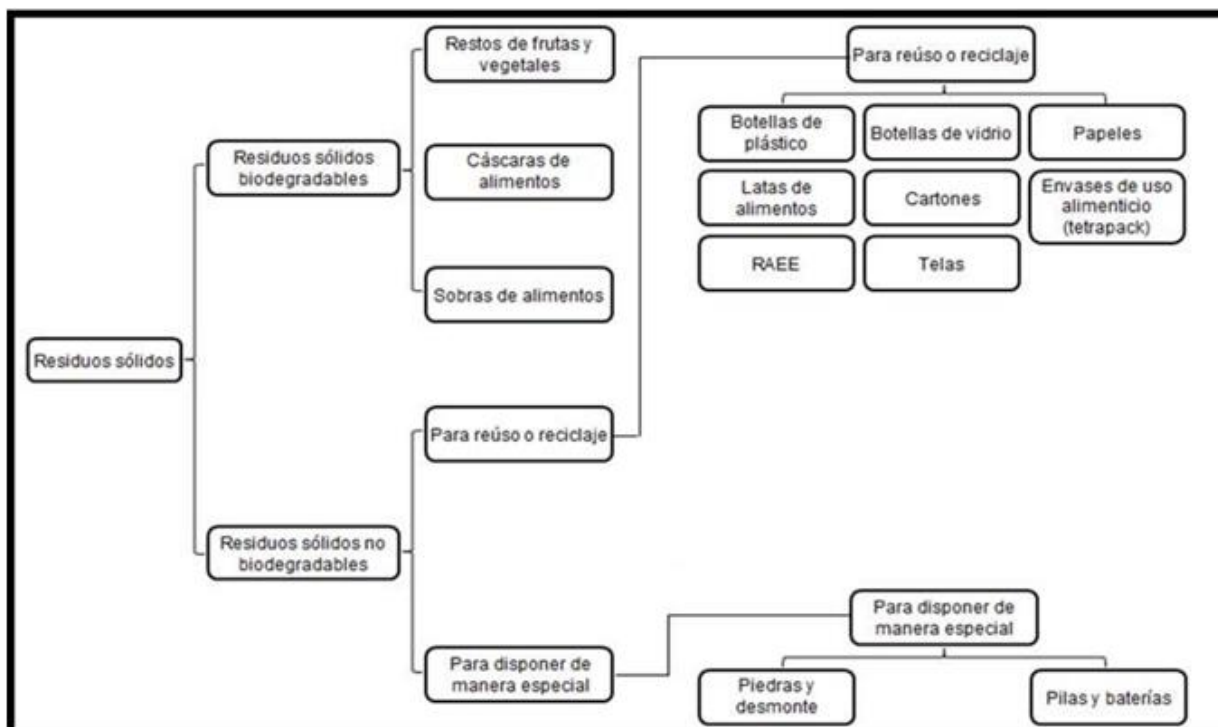 Residuos sólidos
Residuos sólidos
biodegradables
Restos de frutas y
vegetales
Cáscaras de
alimentos
Sobras de alimentos
Residuos sólidos no
biodegradables
Para reúso o reciclaje
Para disponer de
manera especial
Para reúso o reciclaje
Botellas de
plástico
Botellas de vidrio
Papeles
Latas de
alimentos
Cartones
Envases de uso
alimenticio
(tetrapack)
RAEE
Telas
Para disponer de
manera especial
Piedras y
desmonte
Pilas y baterías